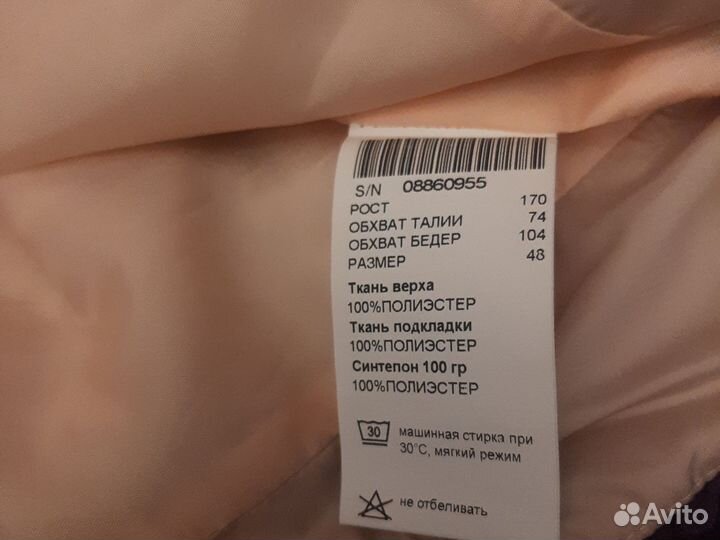 S/N 08860955
РОСТ 170
ОБХВАТ ТАЛИИ 74
ОБХВАТ БЕДЕР 104
РАЗМЕР 48
Ткань верха
100%ПОЛИЭСТЕР
Ткань подкладки
100%ПОЛИЭСТЕР
Синтепон 100 гр
100%ПОЛИЭСТЕР
30 машинная стирка при
30°С, мягкий режим
не отбеливать
Avito